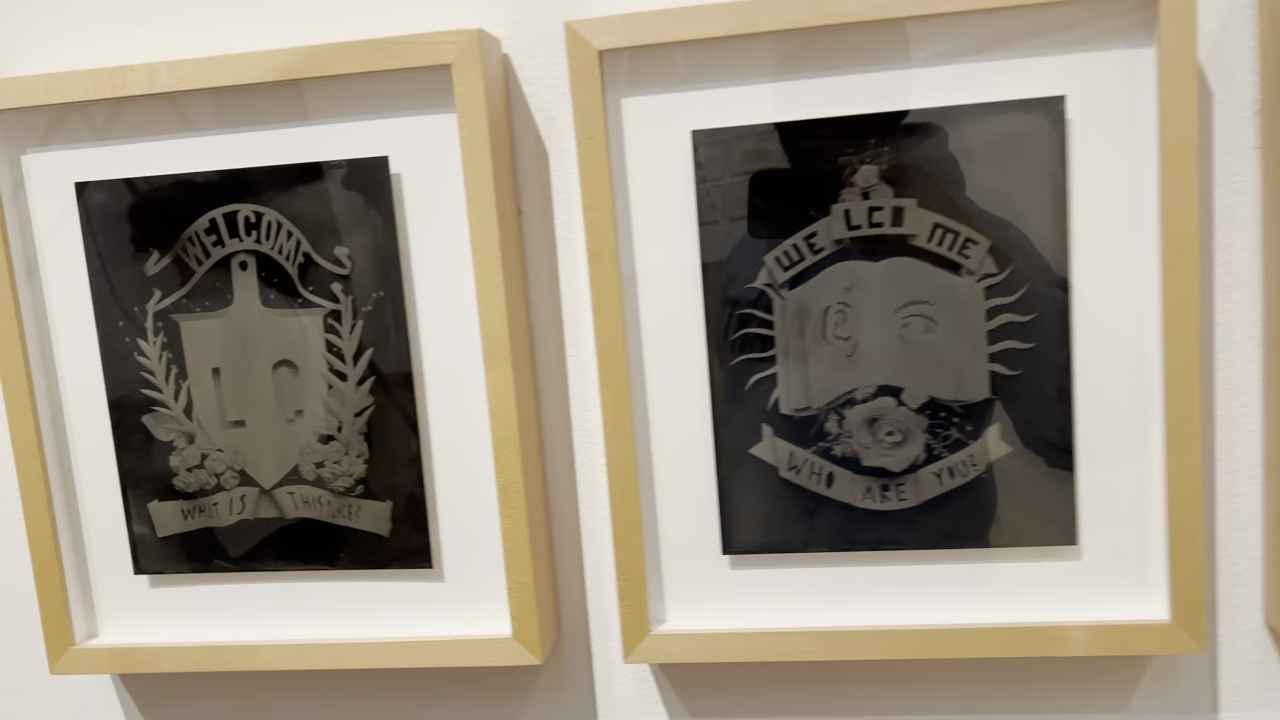 WELCOME
L C
WHAT IS THIS PLACE?
WE LCI ME
WHO ARE YOU?